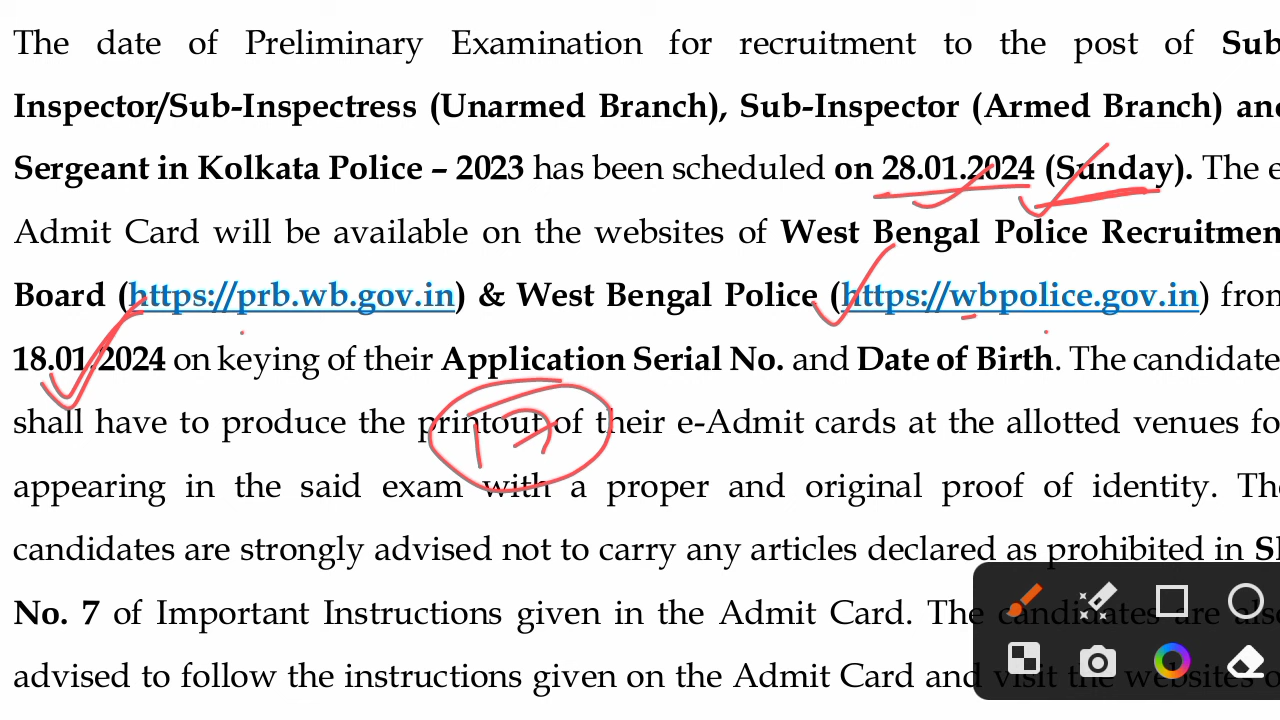 The date of Preliminary Examination for recruitment to the post of Sub
Inspector/Sub-Inspectress (Unarmed Branch), Sub-Inspector (Armed Branch) and
Sergeant in Kolkata Police – 2023 has been scheduled on 28.01.2024 (Sunday). The e
Admit Card will be available on the websites of West Bengal Police Recruitmen
Board (https://prb.wb.gov.in) & West Bengal Police (https://wbpolice.gov.in) from
18.01.2024 on keying of their Application Serial No. and Date of Birth. The candidate
shall have to produce the printout of their e-Admit cards at the allotted venues fo
appearing in the said exam with a proper and original proof of identity. The
candidates are strongly advised not to carry any articles declared as prohibited in Sl
No. 7 of Important Instructions given in the Admit Card. The candidates are also
advised to follow the instructions given on the Admit Card and visit the websites o